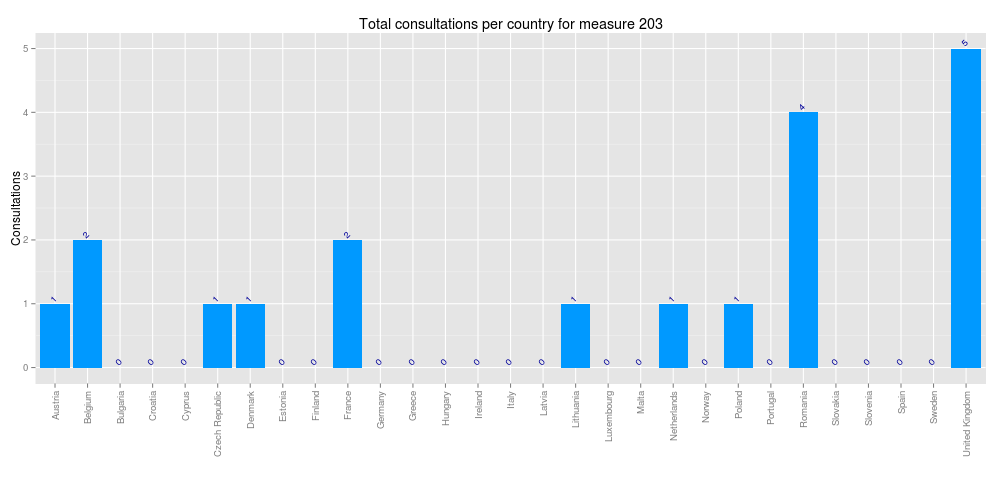 Total consultations per country for measure 203
Consultations
5
4
3
2
1
0
1
2
0
0
0
1
1
0
0
2
0
0
0
0
0
0
1
0
0
1
0
1
0
4
0
0
0
0
5
Austria
Belgium
Bulgaria
Croatia
Cyprus
Czech Republic
Denmark
Estonia
Finland
France
Germany
Greece
Hungary
Ireland
Italy
Latvia
Lithuania
Luxembourg
Malta
Netherlands
Norway
Poland
Portugal
Romania
Slovakia
Slovenia
Spain
Sweden
United Kingdom